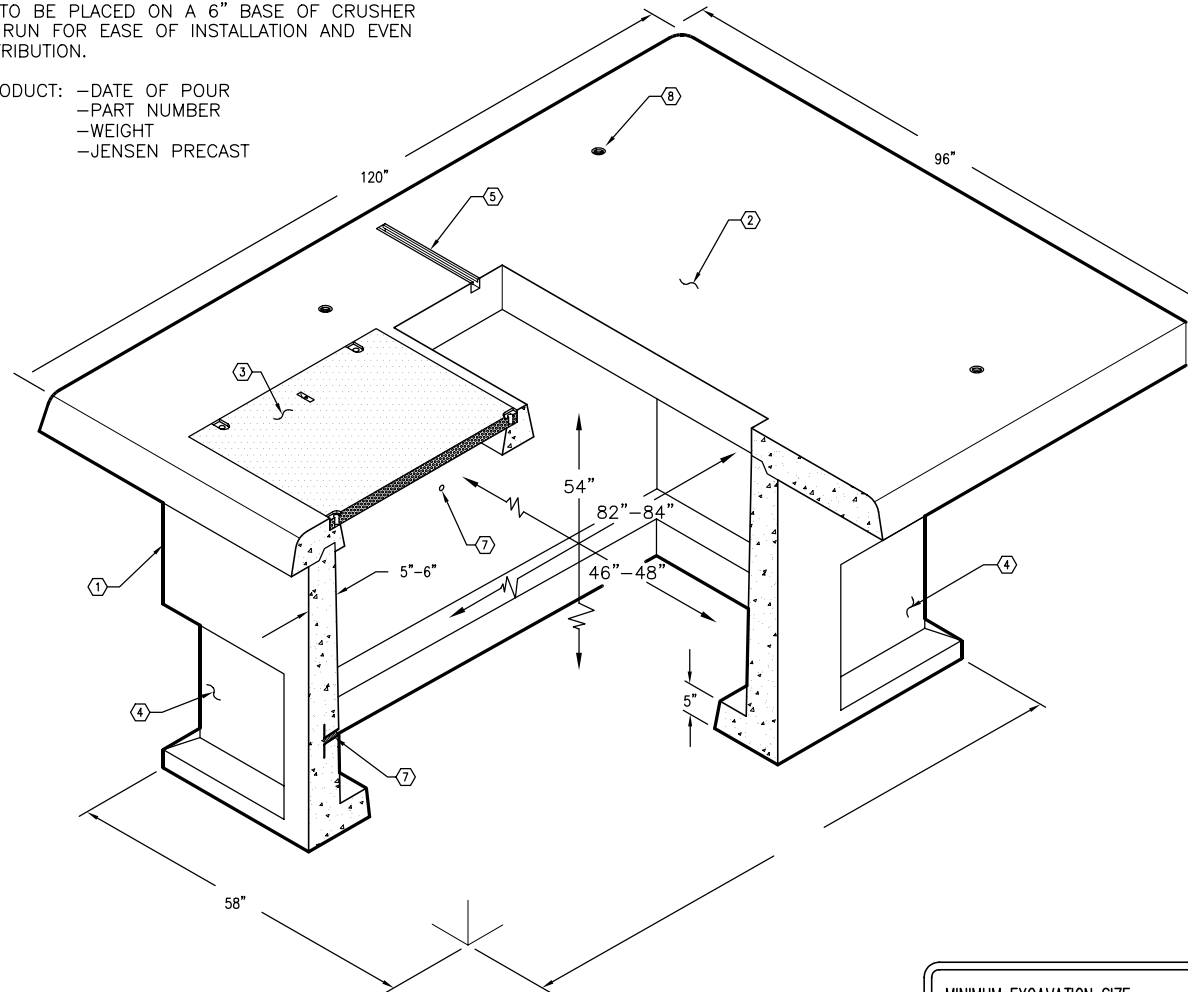 TO BE PLACED ON A 6" BASE OF CRUSHER
RUN FOR EASE OF INSTALLATION AND EVEN
TRIBUTION.
ODUCT: -DATE OF POUR
-PART NUMBER
-WEIGHT
-JENSEN PRECAST
8
96"
120"
5
2
3
54"
82"-84"
7
46"-48"
5"-6"
1
4
5"
4
7
58"
MINIMUM EXCAVATION SIZE